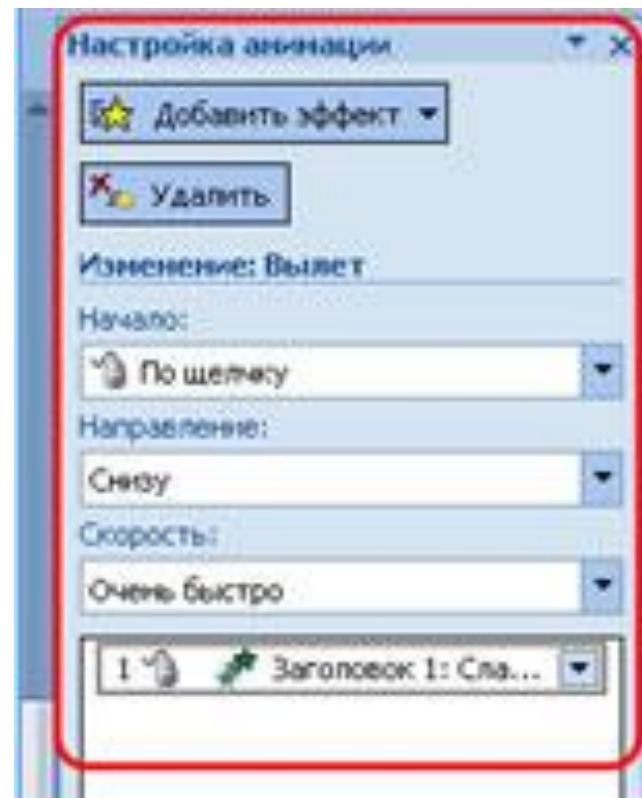 Настройка анимации
Добавить эффект
Удалить
Изменение: Вылет
Начало:
По щелчку
Направление:
Снизу
Скорость:
Очень быстро
1 Заголовок 1: Сла...